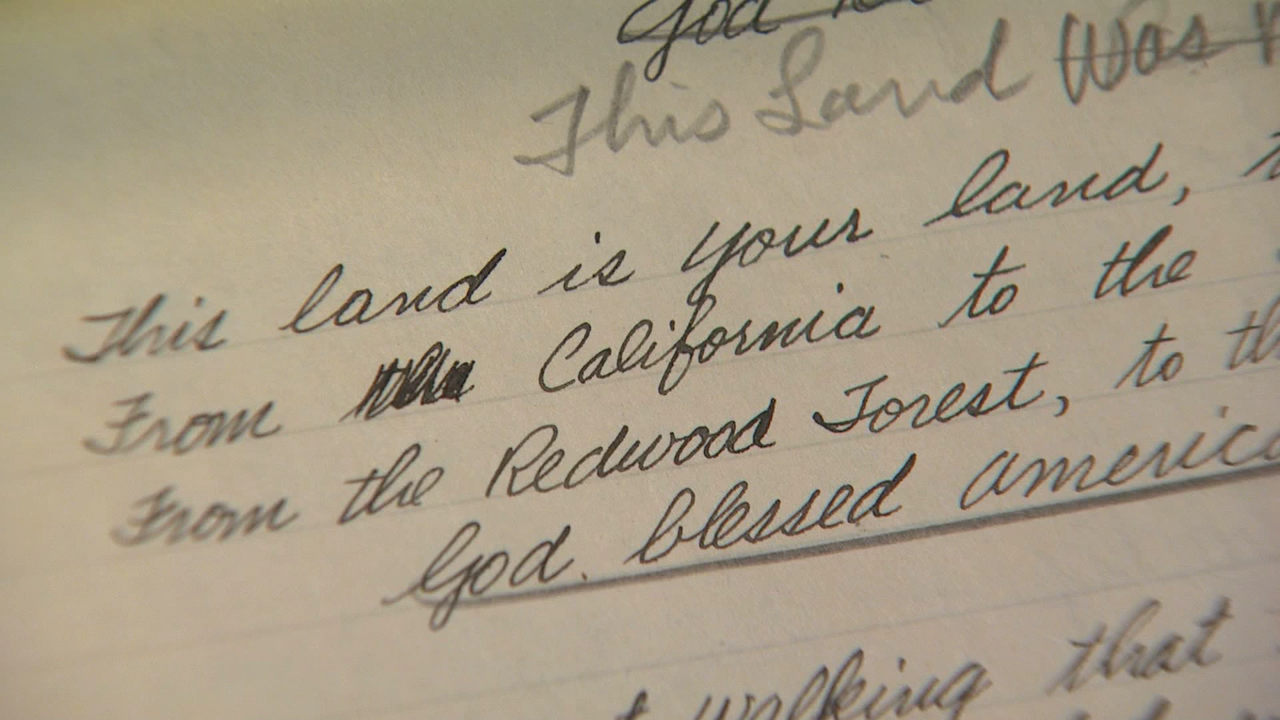 God
This Land Was
This land is your land,
From California to the
From the Redwood Forest, to
God blessed america
walking that